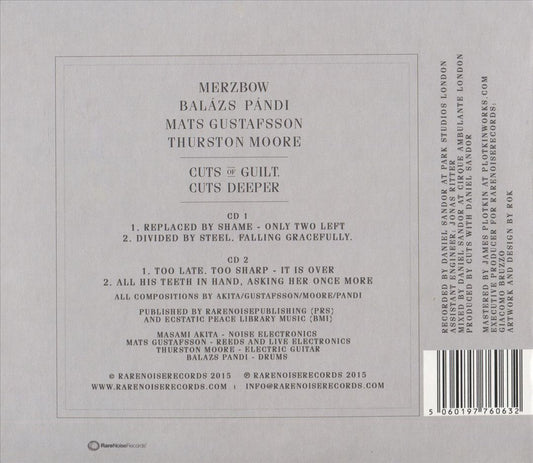 MERZBOW
BALÁZS PÁNDI
MATS GUSTAFSSON
THURSTON MOORE
CUTS OF GUILT,
CUTS DEEPER
CD 1
1. REPLACED BY SHAME - ONLY TWO LEFT
2. DIVIDED BY STEEL. FALLING GRACEFULLY.
CD 2
1. TOO LATE, TOO SHARP - IT IS OVER
2. ALL HIS TEETH IN HAND, ASKING HER ONCE MORE
ALL COMPOSITIONS BY AKITA/GUSTAFSSON/MOORE/PANDI
PUBLISHED BY RARENOISEPUBLISHING (PRS)
AND ECSTATIC PEACE LIBRARY MUSIC (BMI)
MASAMI AKITA - NOISE ELECTRONICS
MATS GUSTAFSSON - REEDS AND LIVE ELECTRONICS
THURSTON MOORE - ELECTRIC GUITAR
BALAZS PANDI - DRUMS
© RARENOISERECORDS 2015 ℗ RARENOISERECORDS 2015
WWW.RARENOISERECORDS.COM : INFO@RARENOISERECORDS.COM
RareNoiseRecords
RECORDED BY DANIEL SANDOR AT PARK STUDIOS LONDON
ASSISTANT ENGINEER: JONAS RITTER
MIXED BY DANIEL SANDOR AT CIRQUE AMBULANTE LONDON
PRODUCED BY CUTS WITH DANIEL SANDOR
MASTERED BY JAMES PLOTKIN AT PLOTKINWORKS.COM
EXECUTIVE PRODUCER FOR RARENOISERECORDS:
GIACOMO BRUZZO
ARTWORK AND DESIGN BY ROK
5 060197 760632